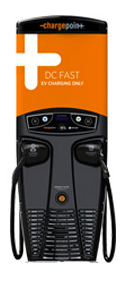 -chargepoin+
DC FAST
EV CHARGING ONLY